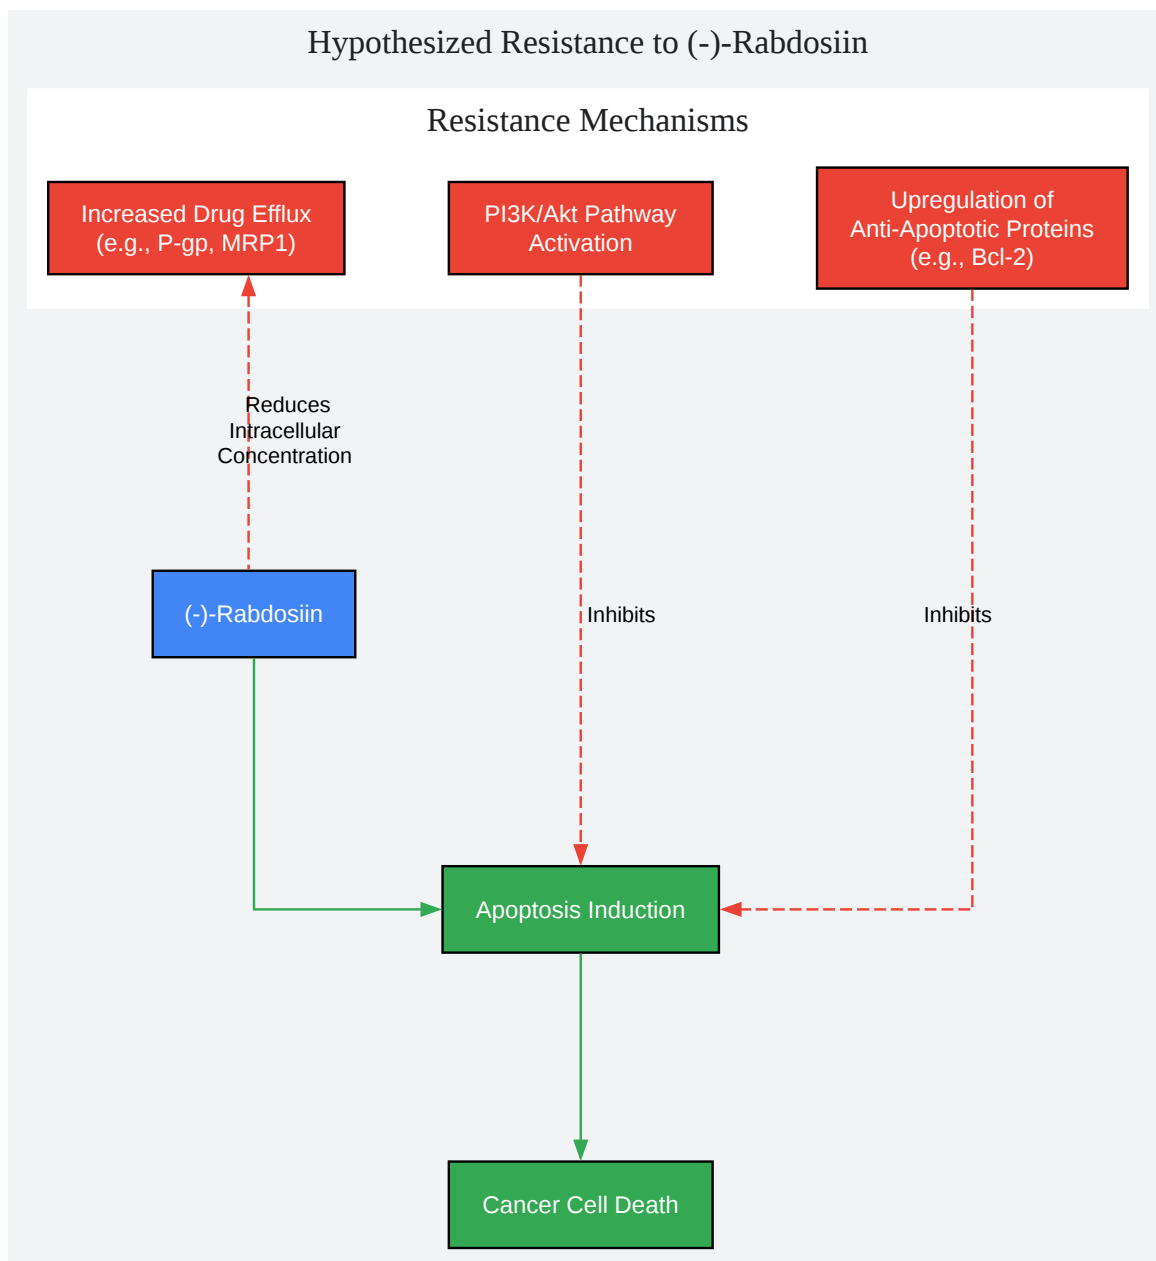 Hypothesized Resistance to (-)-Rabdosiin
Resistance Mechanisms
Increased Drug Efflux
(e.g., P-gp, MRP1)
PI3K/Akt Pathway
Activation
Upregulation of
Anti-Apoptotic Proteins
(e.g., Bcl-2)
Reduces
Intracellular
Concentration
(-)-Rabdosiin
Inhibits
Inhibits
Apoptosis Induction
Cancer Cell Death